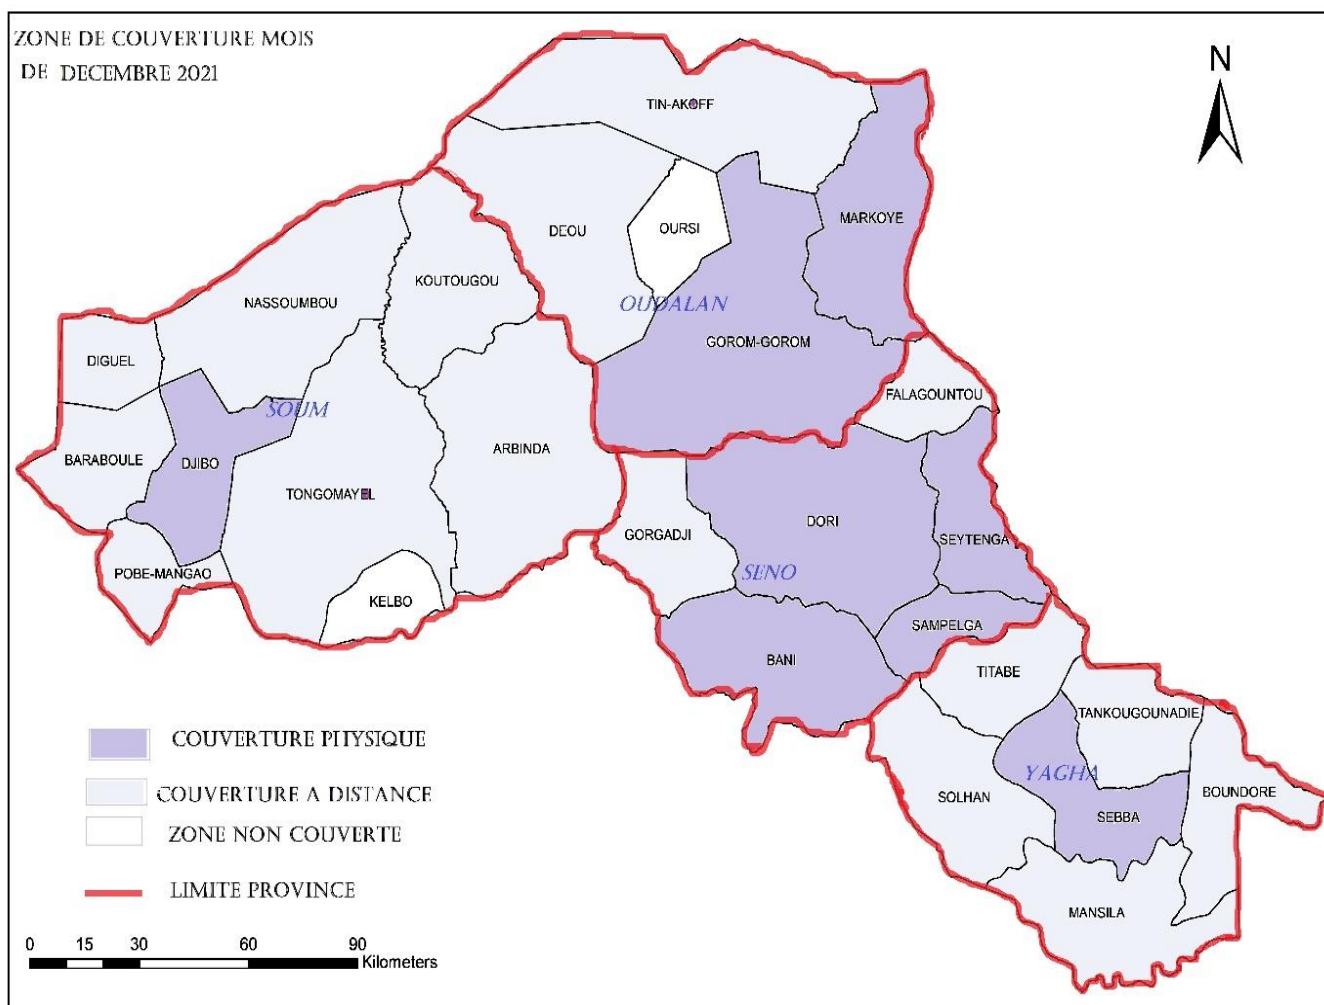 ZONE DE COUVERTURE MOIS
DE DECEMBRE 2021
N
TIN-AKOFF
MARKOYE
DEOU
OURSI
KOUTOUGOU
NASSOUMBOU
OUDALAN
GOROM-GOROM
DIGUEL
FALAGOUNTOU
SOUM
ARBINDA
BARABOULE
DJIBO
TONGOMAYEL
DORI
GORGADJI
SEYTENGA
POBE-MANGAO
SENO
KELBO
SAMPELGA
BANI
TITABE
TANKOUGOUNADIE
YAGHA
BOUNDORE
SOLHAN
SEBBA
MANSILA
COUVERTURE PHYSIQUE
COUVERTURE A DISTANCE
ZONE NON COUVERTE
LIMITE PROVINCE
0 15 30 60 90
Kilometers